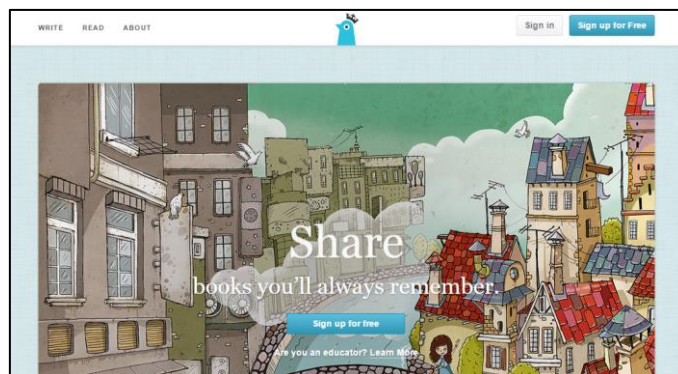 WRITE READ ABOUT Sign in Sign up for Free
Share
books you'll always remember.
Sign up for free
Are you an educator? Learn More